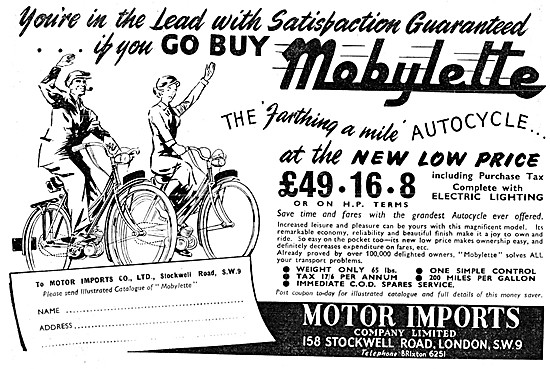 You're in the Lead with Satisfaction Guaranteed
. . . if you GO BUY Mobylette
THE 'Farthing a mile' AUTOCYCLE...
at the NEW LOW PRICE
£49·16·8 including Purchase Tax
Complete with
ELECTRIC LIGHTING
OR ON H.P. TERMS
Save time and fares with the grandest Autocycle ever offered.
Increased leisure and pleasure can be yours with this magnificent model. Its
remarkable economy, reliability and beautiful finish make it a joy to own and
ride. So easy on the pocket too—its new low price makes ownership easy, and
definitely decreases expenditure on fares, etc.
Already proved by over 100,000 delighted owners, "Mobylette" solves ALL
your transport problems.
● WEIGHT ONLY 65 lbs. ● ONE SIMPLE CONTROL
● TAX 17/6 PER ANNUM ● 200 MILES PER GALLON
● IMMEDIATE C.O.D. SPARES SERVICE.
Post coupon to-day for illustrated catalogue and full details of this money saver.
To MOTOR IMPORTS CO., LTD., Stockwell Road, S.W.9
Please send Illustrated Catalogue of "Mobylette"
NAME
ADDRESS
MOTOR IMPORTS
COMPANY LIMITED
158 STOCKWELL ROAD, LONDON, S.W.9
Telephone BRIxton 6251